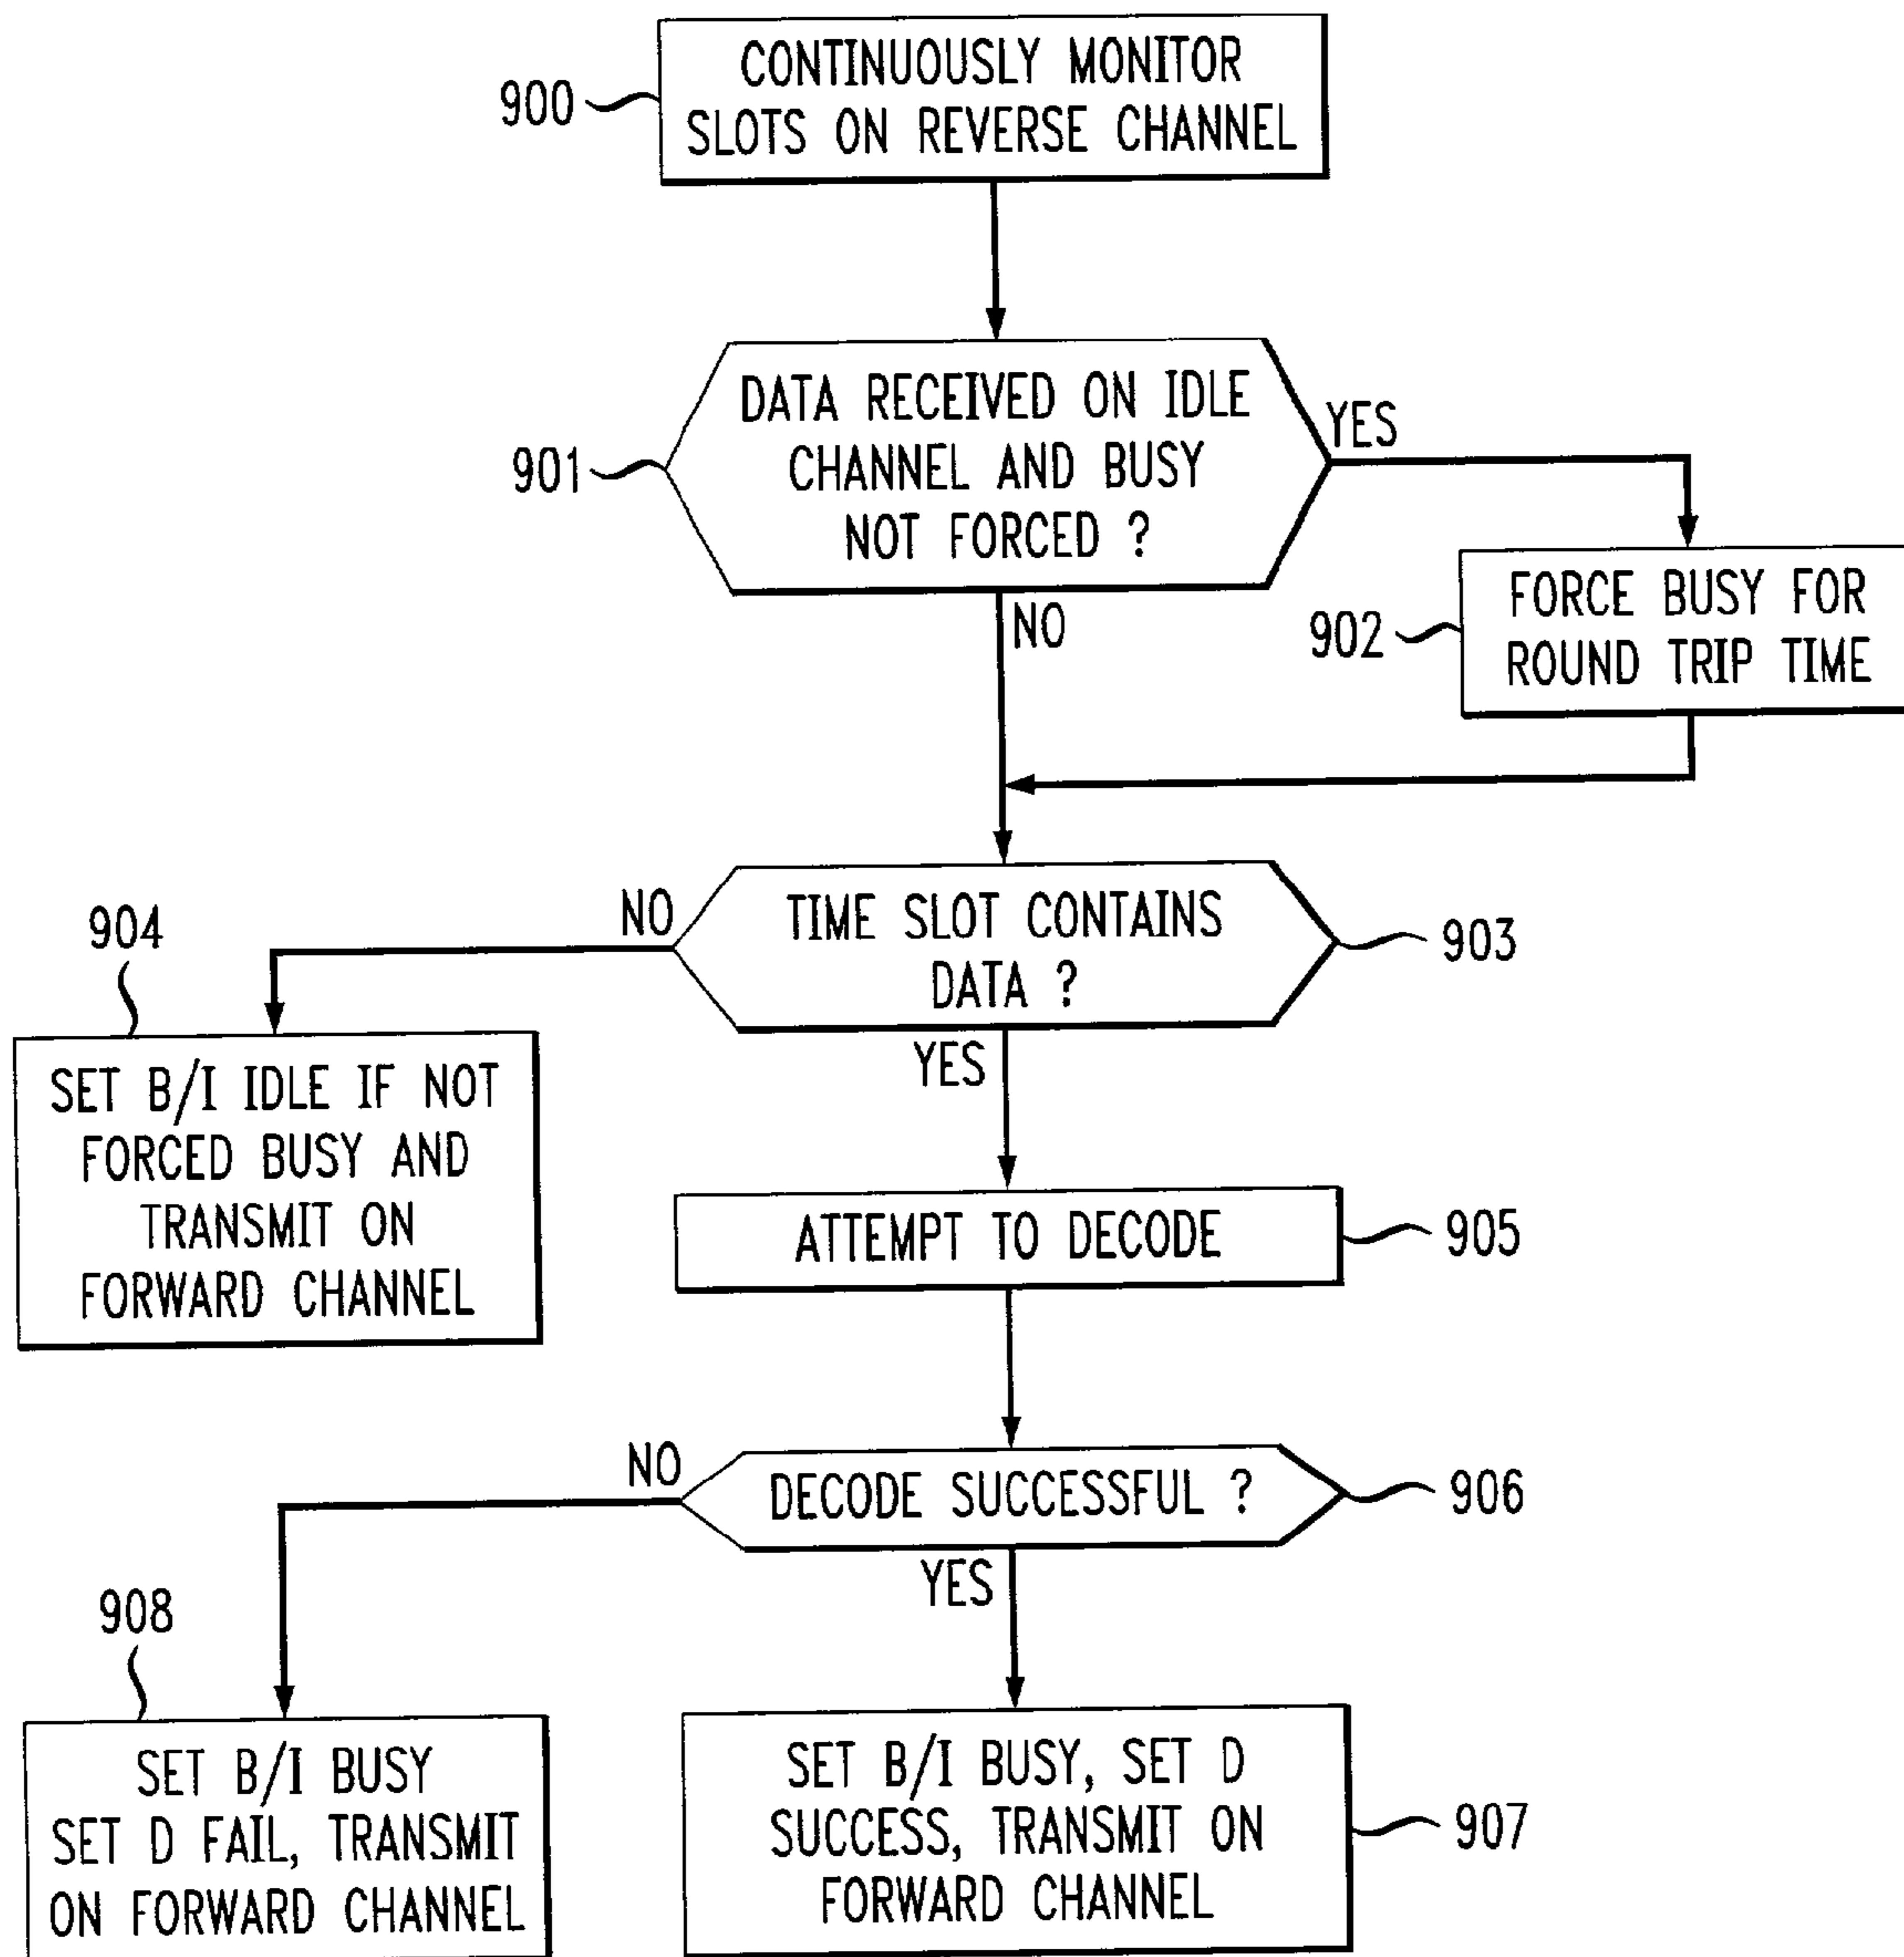 900
CONTINUOUSLY MONITOR
SLOTS ON REVERSE CHANNEL
901
DATA RECEIVED ON IDLE
CHANNEL AND BUSY
NOT FORCED ?
YES
NO
902
FORCE BUSY FOR
ROUND TRIP TIME
903
TIME SLOT CONTAINS
DATA ?
NO
YES
904
SET B/I IDLE IF NOT
FORCED BUSY AND
TRANSMIT ON
FORWARD CHANNEL
ATTEMPT TO DECODE
905
NO
DECODE SUCCESSFUL ?
906
YES
908
SET B/I BUSY
SET D FAIL, TRANSMIT
ON FORWARD CHANNEL
SET B/I BUSY, SET D
SUCCESS, TRANSMIT ON
FORWARD CHANNEL
907